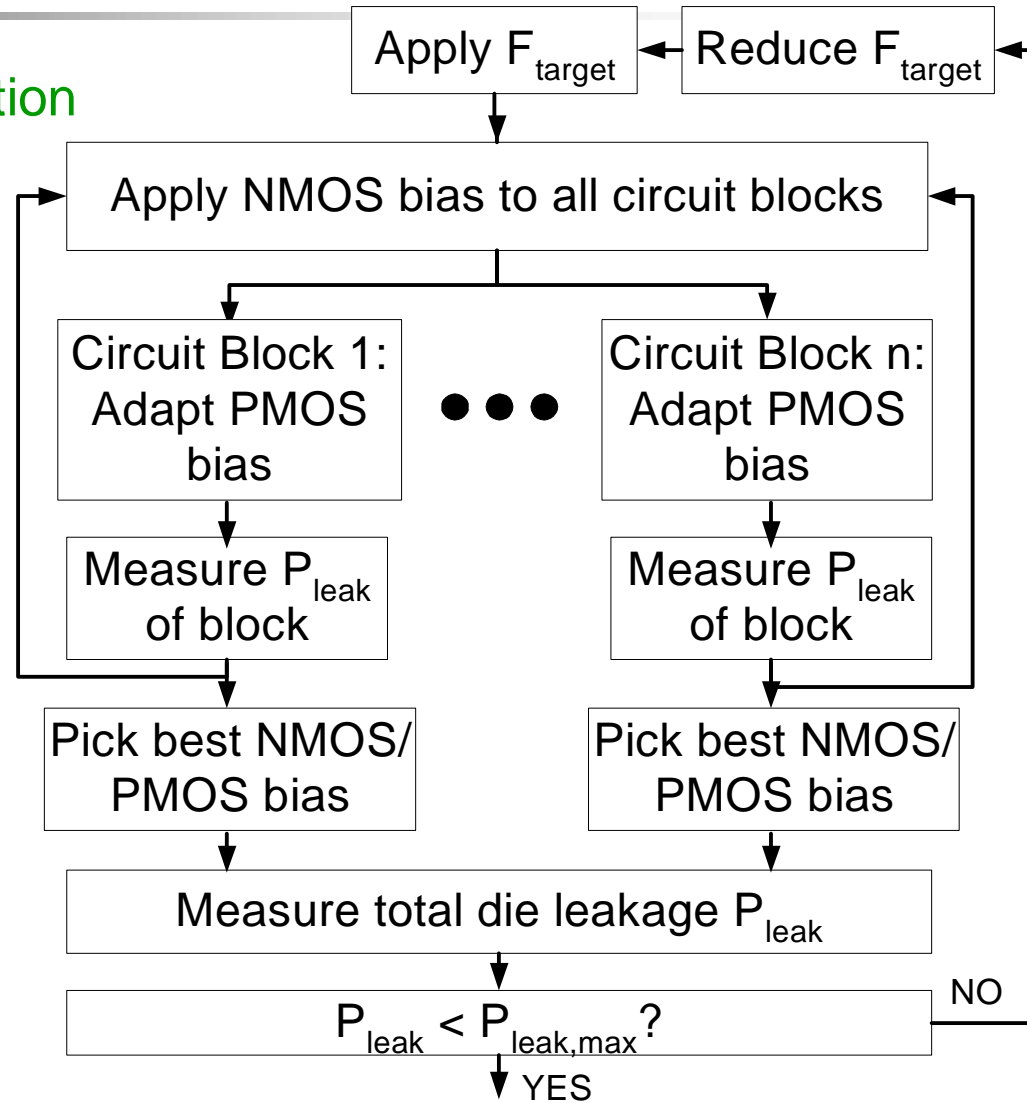 Apply F_target
Reduce F_target
tion
Apply NMOS bias to all circuit blocks
Circuit Block 1:
Adapt PMOS
bias
Circuit Block n:
Adapt PMOS
bias
Measure P_leak
of block
Measure P_leak
of block
Pick best NMOS/
PMOS bias
Pick best NMOS/
PMOS bias
Measure total die leakage P_leak
P_leak < P_leak,max?
NO
YES